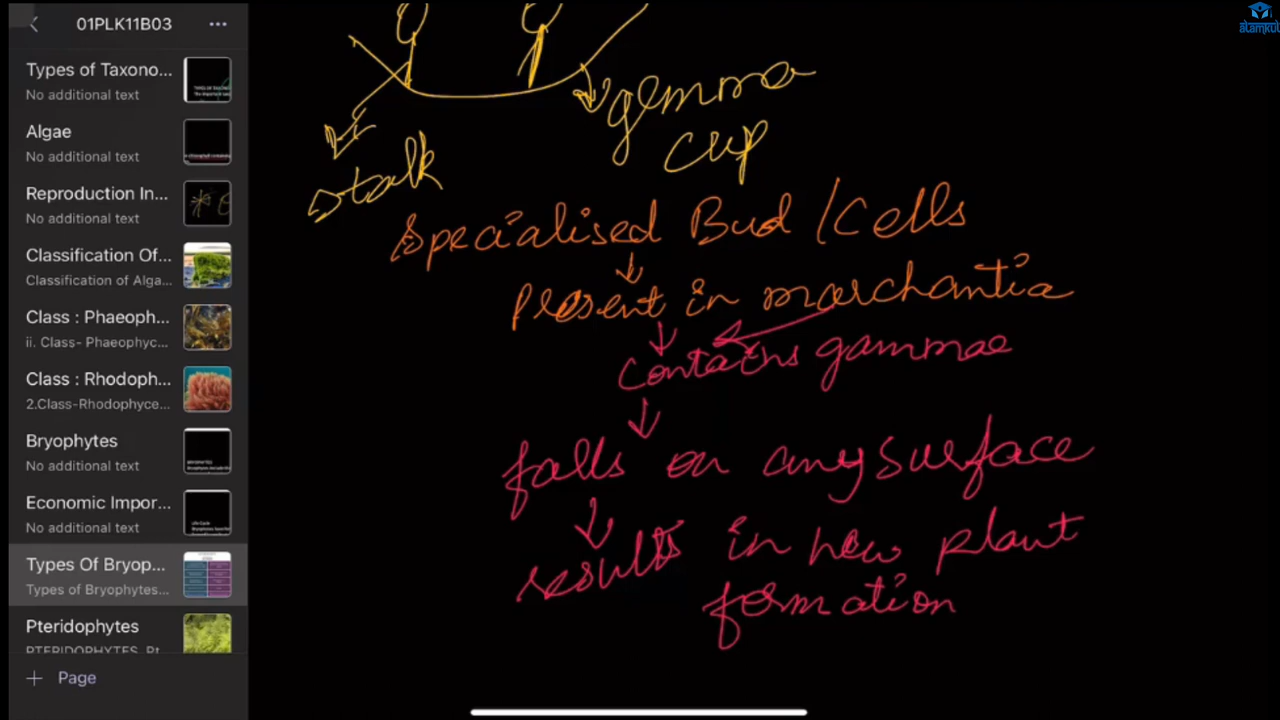 01PLK11B03
Types of Taxono...
No additional text
Algae
No additional text
Reproduction In...
No additional text
Classification Of...
Classification of Alga...
Class : Phaeoph...
ii. Class- Phaeophyc...
Class : Rhodoph...
2.Class-Rhodophyce...
Bryophytes
No additional text
Economic Impor...
No additional text
Types Of Bryop...
Types of Bryophytes...
Pteridophytes
PTERIDOPHYTES
+ Page
gemma
cup
stalk
Specialised Bud / Cells
↓
Present in marchantia
↓
Contains gammae
↓
falls on any surface
↓
results in new plant
formation